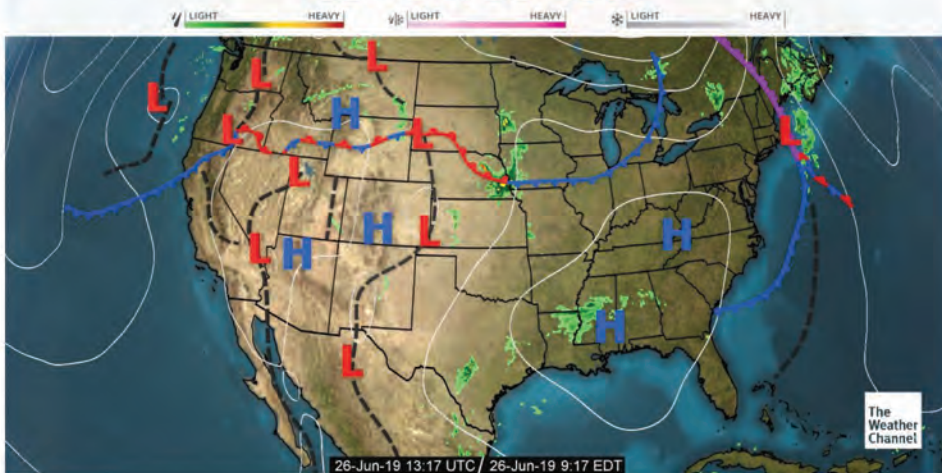 LIGHT HEAVY LIGHT HEAVY LIGHT HEAVY
L
L
L
H
L
L
L
H
H
H
L
L
H
L
L
The
Weather
Channel
26-Jun-19 13:17 UTC / 26-Jun-19 9:17 EDT